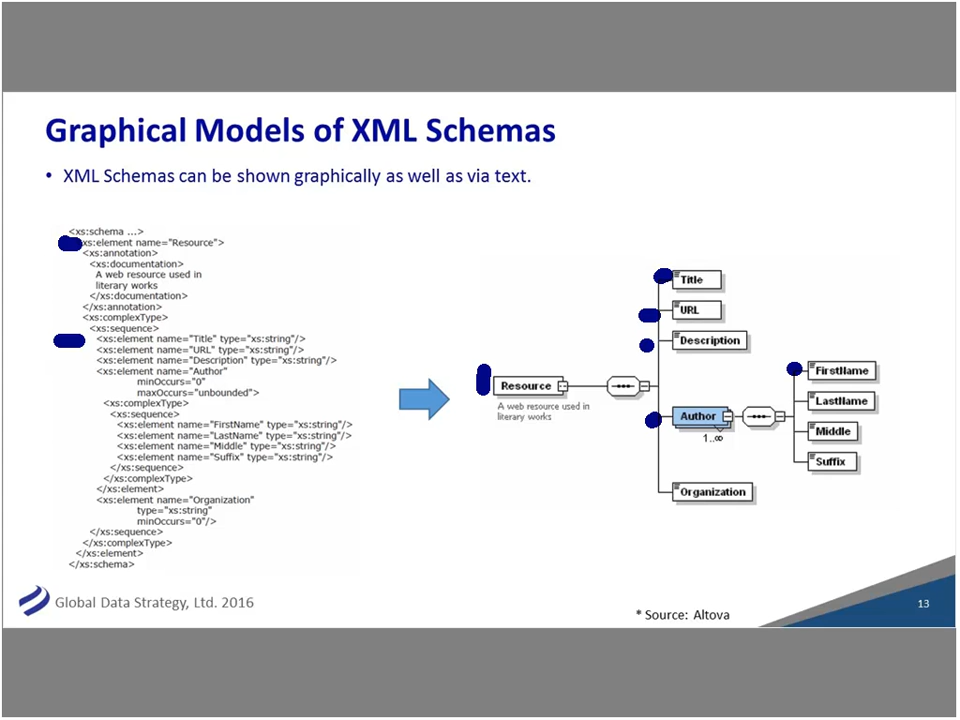 Graphical Models of XML Schemas
• XML Schemas can be shown graphically as well as via text.
<xs:schema ...>
xs:element name="Resource">
<xs:annotation>
<xs:documentation>
A web resource used in
literary works
</xs:documentation>
</xs:annotation>
<xs:complexType>
<xs:sequence>
<xs:element name="Title" type="xs:string"/>
<xs:element name="URL" type="xs:string"/>
<xs:element name="Description" type="xs:string"/>
<xs:element name="Author"
minOccurs="0"
maxOccurs="unbounded">
<xs:complexType>
<xs:sequence>
<xs:element name="FirstName" type="xs:string"/>
<xs:element name="LastName" type="xs:string"/>
<xs:element name="Middle" type="xs:string"/>
<xs:element name="Suffix" type="xs:string"/>
</xs:sequence>
</xs:complexType>
</xs:element>
<xs:element name="Organization"
type="xs:string"
minOccurs="0"/>
</xs:sequence>
</xs:complexType>
</xs:element>
</xs:schema>
Resource
A web resource used in
literary works
Title
URL
Description
Author
1..∞
Organization
FirstName
LastName
Middle
Suffix
Global Data Strategy, Ltd. 2016
* Source: Altova
13